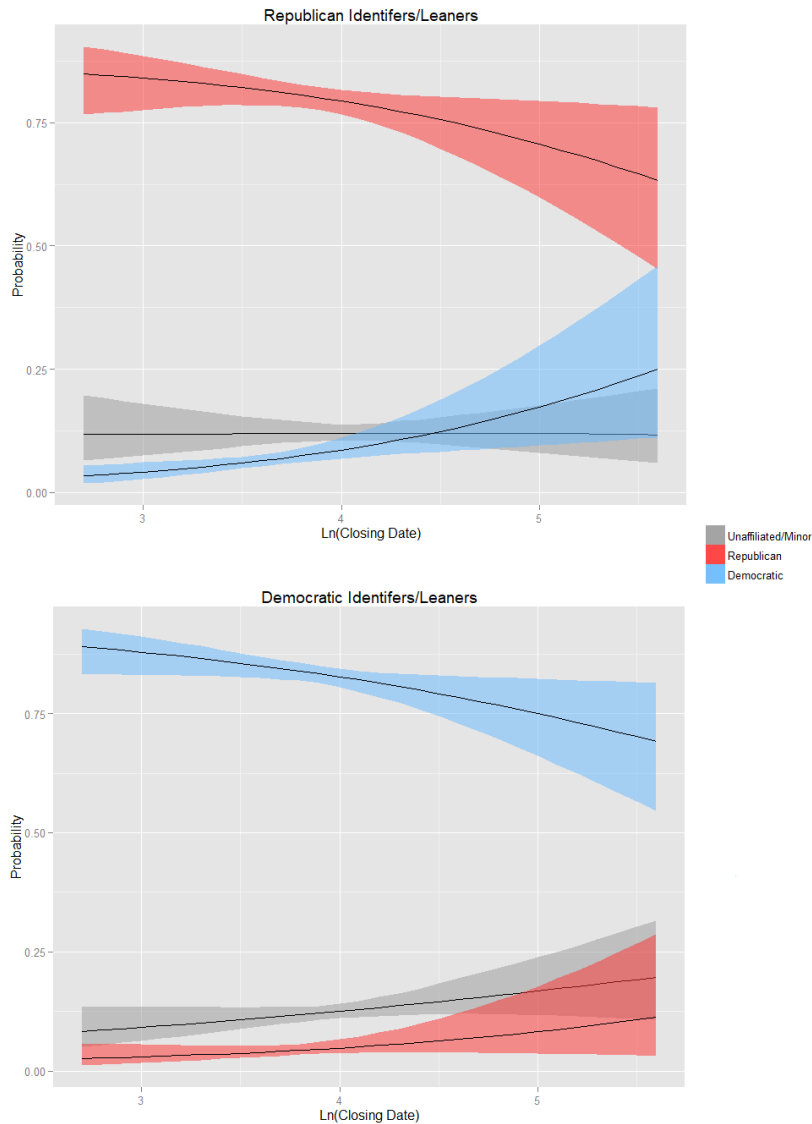 Republican Identifers/Leaners
0.75
0.50
0.25
0.00
Probability
3 4 5
Ln(Closing Date)
Unaffiliated/Minor
Republican
Democratic
Democratic Identifers/Leaners
0.75
0.50
0.25
0.00
Probability
3 4 5
Ln(Closing Date)